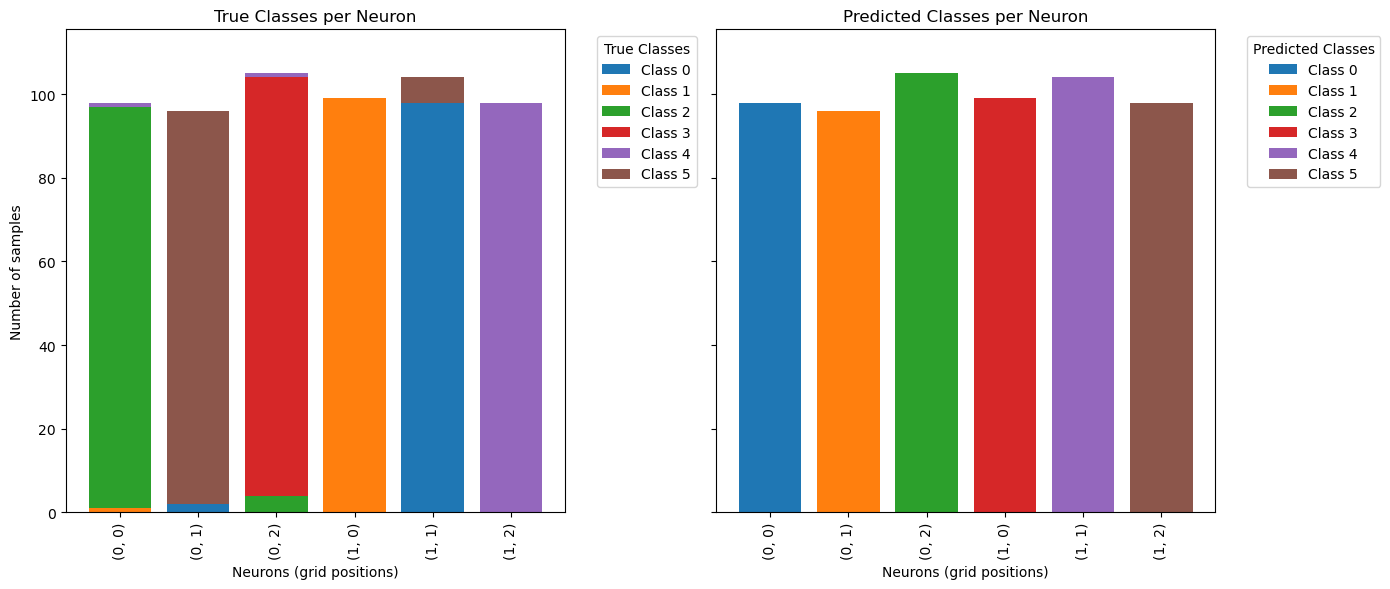 True Classes per Neuron
Number of samples
0
20
40
60
80
100
(0, 0)
(0, 1)
(0, 2)
(1, 0)
(1, 1)
(1, 2)
Neurons (grid positions)
True Classes
Class 0
Class 1
Class 2
Class 3
Class 4
Class 5
Predicted Classes per Neuron
(0, 0)
(0, 1)
(0, 2)
(1, 0)
(1, 1)
(1, 2)
Neurons (grid positions)
Predicted Classes
Class 0
Class 1
Class 2
Class 3
Class 4
Class 5